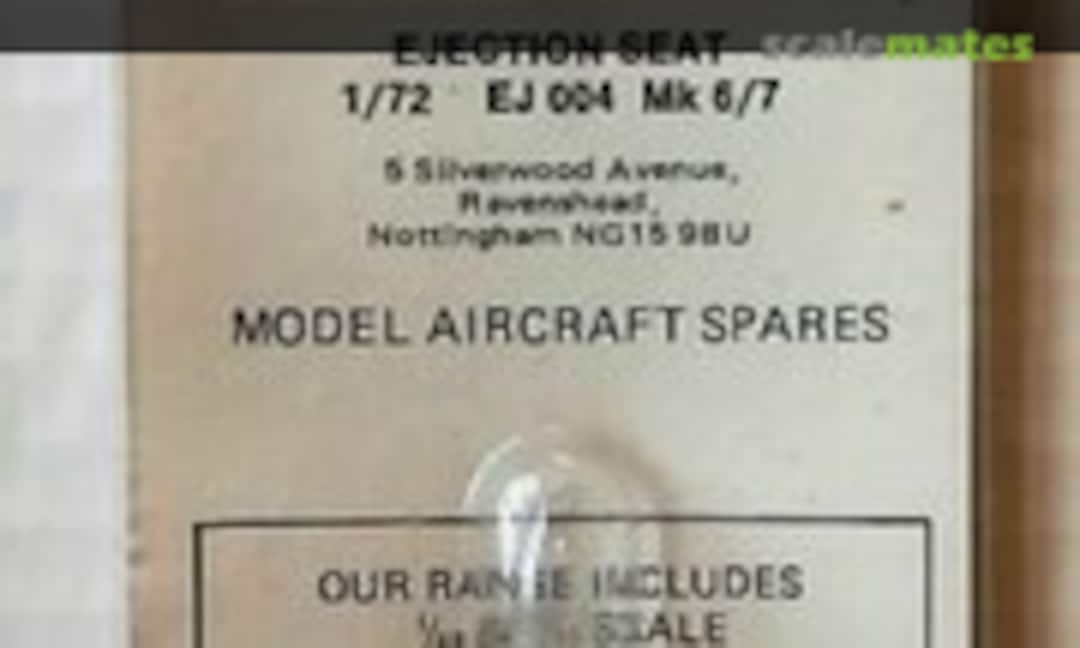 scalemates
EJECTION SEAT
1/72 EJ 004 Mk 6/7
5 Silverwood Avenue,
Ravenshead,
Nottingham NG15 9BU
MODEL AIRCRAFT SPARES
OUR RANGE INCLUDES
SCALE